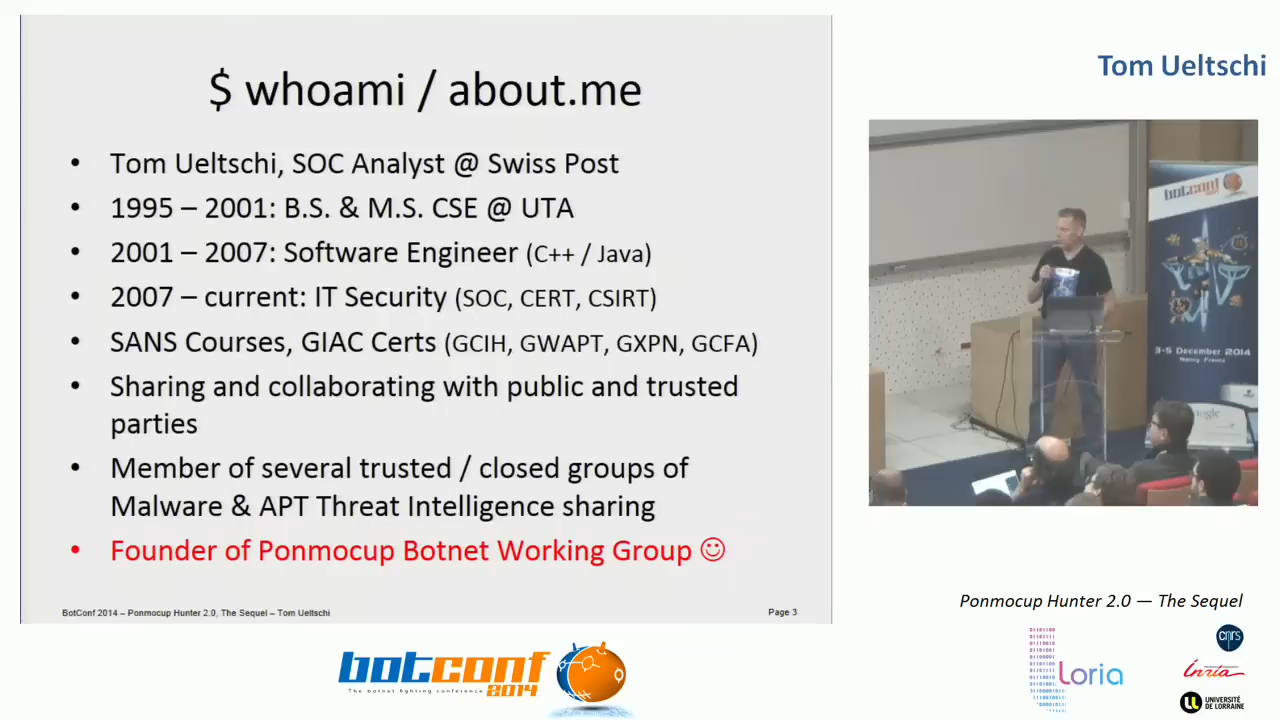 $ whoami / about.me
• Tom Ueltschi, SOC Analyst @ Swiss Post
• 1995 – 2001: B.S. & M.S. CSE @ UTA
• 2001 – 2007: Software Engineer (C++ / Java)
• 2007 – current: IT Security (SOC, CERT, CSIRT)
• SANS Courses, GIAC Certs (GCIH, GWAPT, GXPN, GCFA)
• Sharing and collaborating with public and trusted
parties
• Member of several trusted / closed groups of
Malware & APT Threat Intelligence sharing
• Founder of Ponmocup Botnet Working Group ☺
BotConf 2014 – Ponmocup Hunter 2.0, The Sequel – Tom Ueltschi
Page 3
Tom Ueltschi
botconf
3-5 December 2014
Nancy, France
Google
Ponmocup Hunter 2.0 — The Sequel
botconf
The botnet fighting conference
2014
Loria
cnrs
Inria
UNIVERSITÉ
DE LORRAINE